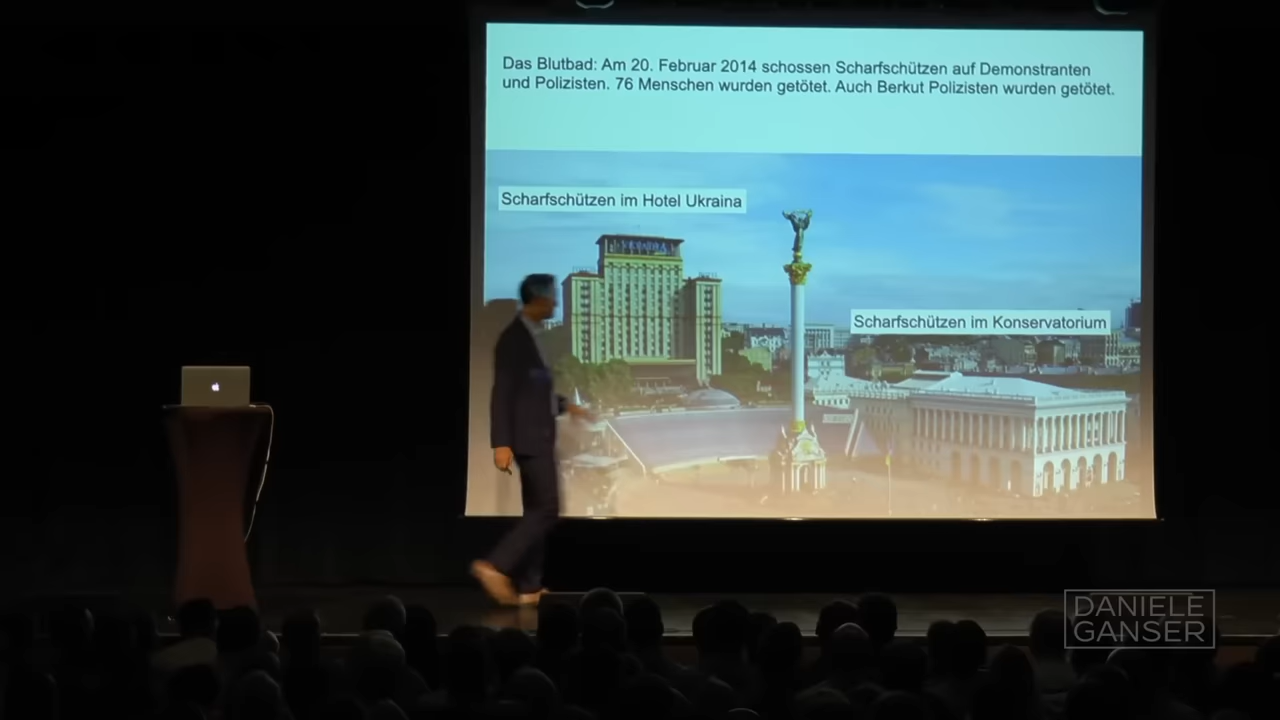 Das Blutbad: Am 20. Februar 2014 schossen Scharfschützen auf Demonstranten
und Polizisten. 76 Menschen wurden getötet. Auch Berkut Polizisten wurden getötet.
Scharfschützen im Hotel Ukraina
Scharfschützen im Konservatorium
DANIELE
GANSER